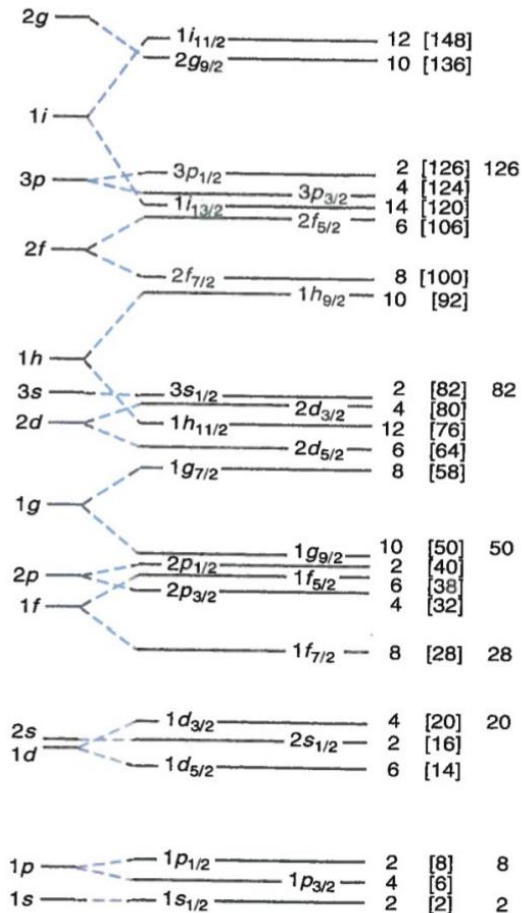 2g
1i11/2 12 [148]
2g9/2 10 [136]
1i
3p1/2 2 [126] 126
3p 3p3/2 4 [124]
1i13/2 14 [120]
2f5/2 6 [106]
2f
2f7/2 8 [100]
1h9/2 10 [92]
1h
3s 3s1/2 2 [82] 82
2d3/2 4 [80]
2d 1h11/2 12 [76]
2d5/2 6 [64]
1g7/2 8 [58]
1g
1g9/2 10 [50] 50
2p 2p1/2 2 [40]
1f5/2 6 [38]
1f 2p3/2 4 [32]
1f7/2 8 [28] 28
1d3/2 4 [20] 20
2s 2s1/2 2 [16]
1d
1d5/2 6 [14]
1p 1p1/2 2 [8] 8
1p3/2 4 [6]
1s 1s1/2 2 [2] 2